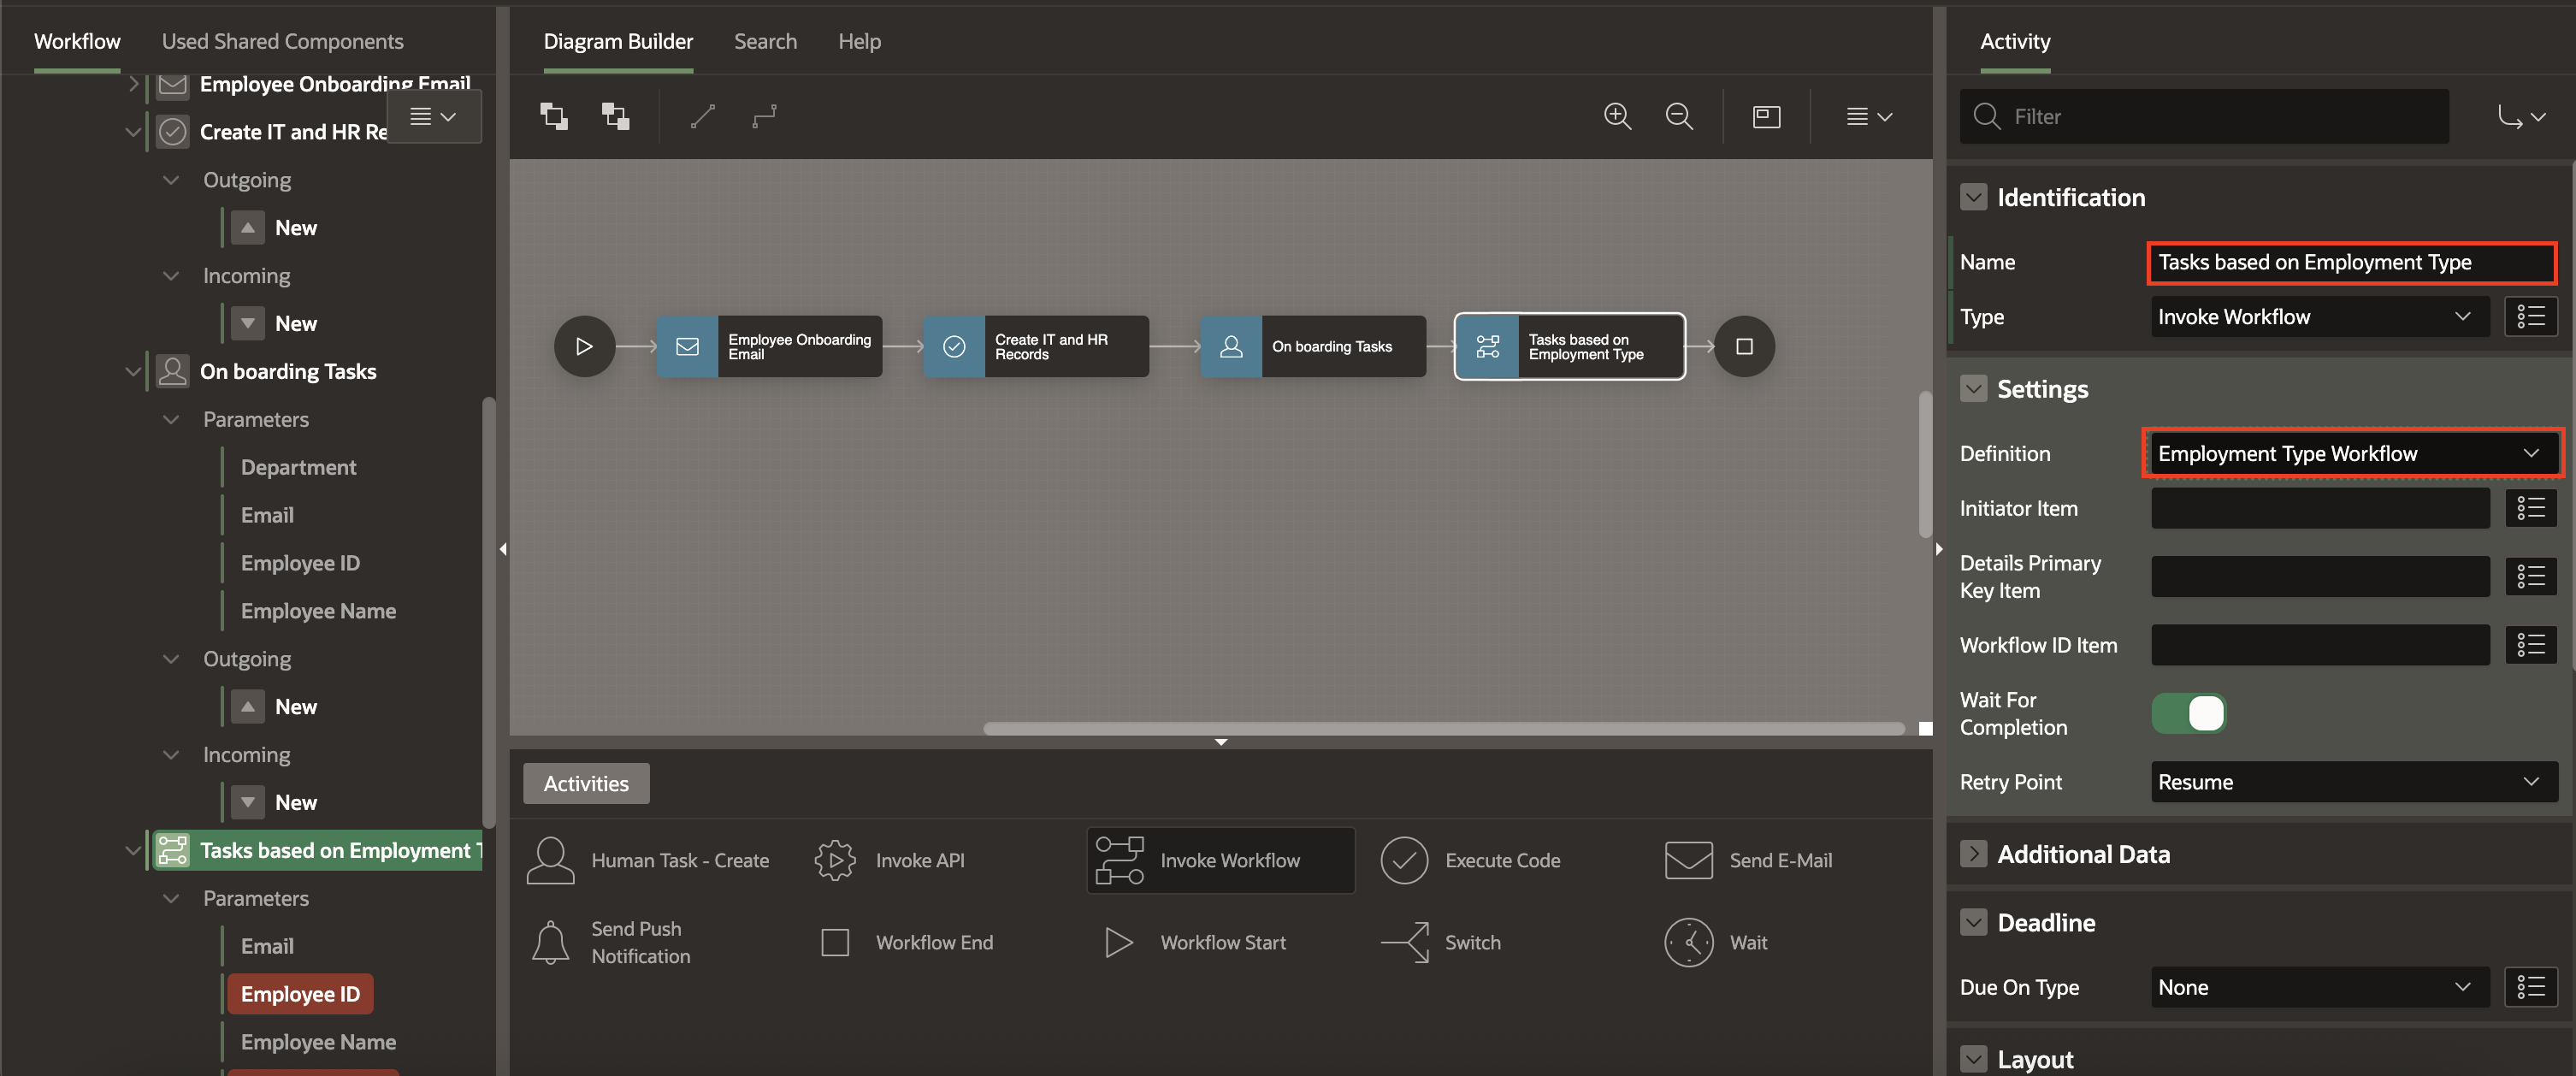 Workflow
Used Shared Components
Employee Onboarding Email
Create IT and HR Re
Outgoing
New
Incoming
New
On boarding Tasks
Parameters
Department
Email
Employee ID
Employee Name
Outgoing
New
Incoming
New
Tasks based on Employment T
Parameters
Email
Employee ID
Employee Name
Diagram Builder
Search
Help
Employee Onboarding
Email
Create IT and HR
Records
On boarding Tasks
Tasks based on
Employment Type
Activities
Human Task - Create
Invoke API
Invoke Workflow
Execute Code
Send E-Mail
Send Push
Notification
Workflow End
Workflow Start
Switch
Wait
Activity
Filter
Identification
Name
Tasks based on Employment Type
Type
Invoke Workflow
Settings
Definition
Employment Type Workflow
Initiator Item
Details Primary
Key Item
Workflow ID Item
Wait For
Completion
Retry Point
Resume
Additional Data
Deadline
Due On Type
None
Layout